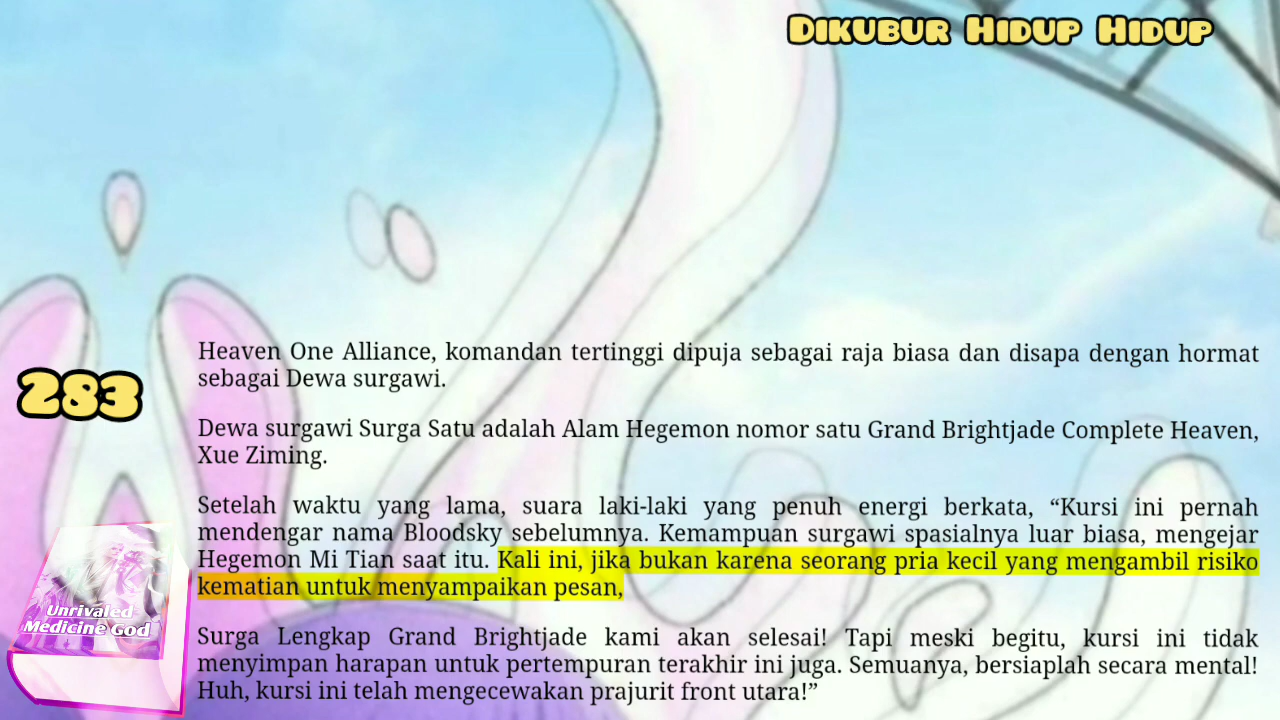 Dikubur Hidup Hidup
Heaven One Alliance, komandan tertinggi dipuja sebagai raja biasa dan disapa dengan hormat
sebagai Dewa surgawi.
283
Dewa surgawi Surga Satu adalah Alam Hegemon nomor satu Grand Brightjade Complete Heaven,
Xue Ziming.
Setelah waktu yang lama, suara laki-laki yang penuh energi berkata, “Kursi ini pernah
mendengar nama Bloodsky sebelumnya. Kemampuan surgawi spasialnya luar biasa, mengejar
Hegemon Mi Tian saat itu. Kali ini, jika bukan karena seorang pria kecil yang mengambil risiko
kematian untuk menyampaikan pesan,
Unrivaled
Medicine God
Surga Lengkap Grand Brightjade kami akan selesai! Tapi meski begitu, kursi ini tidak
menyimpan harapan untuk pertempuran terakhir ini juga. Semuanya, bersiaplah secara mental!
Huh, kursi ini telah mengecewakan prajurit front utara!”